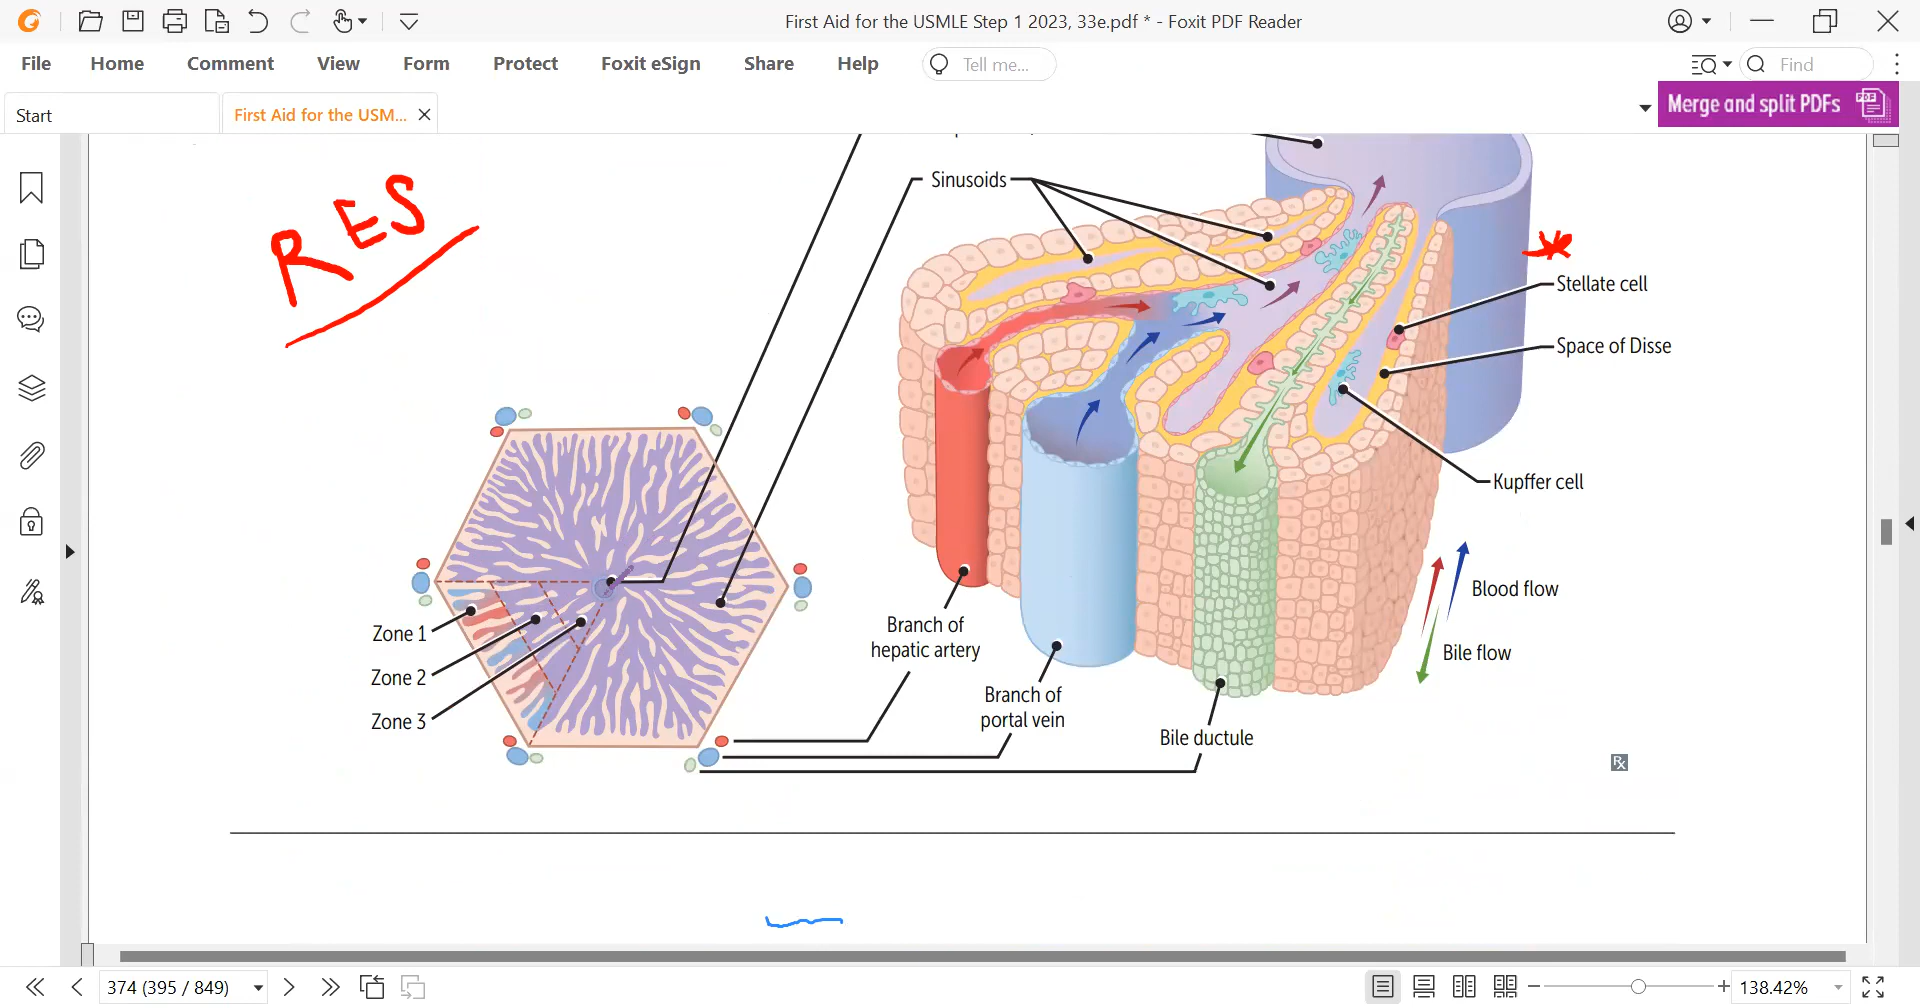 First Aid for the USMLE Step 1 2023, 33e.pdf * - Foxit PDF Reader
File Home Comment View Form Protect Foxit eSign Share Help Tell me... Find
Start First Aid for the USM... Merge and split PDFs
RES
Sinusoids
Stellate cell
Space of Disse
Kupffer cell
Blood flow
Bile flow
Zone 1
Zone 2
Zone 3
Branch of
hepatic artery
Branch of
portal vein
Bile ductule
Rx
374 (395 / 849) 138.42%